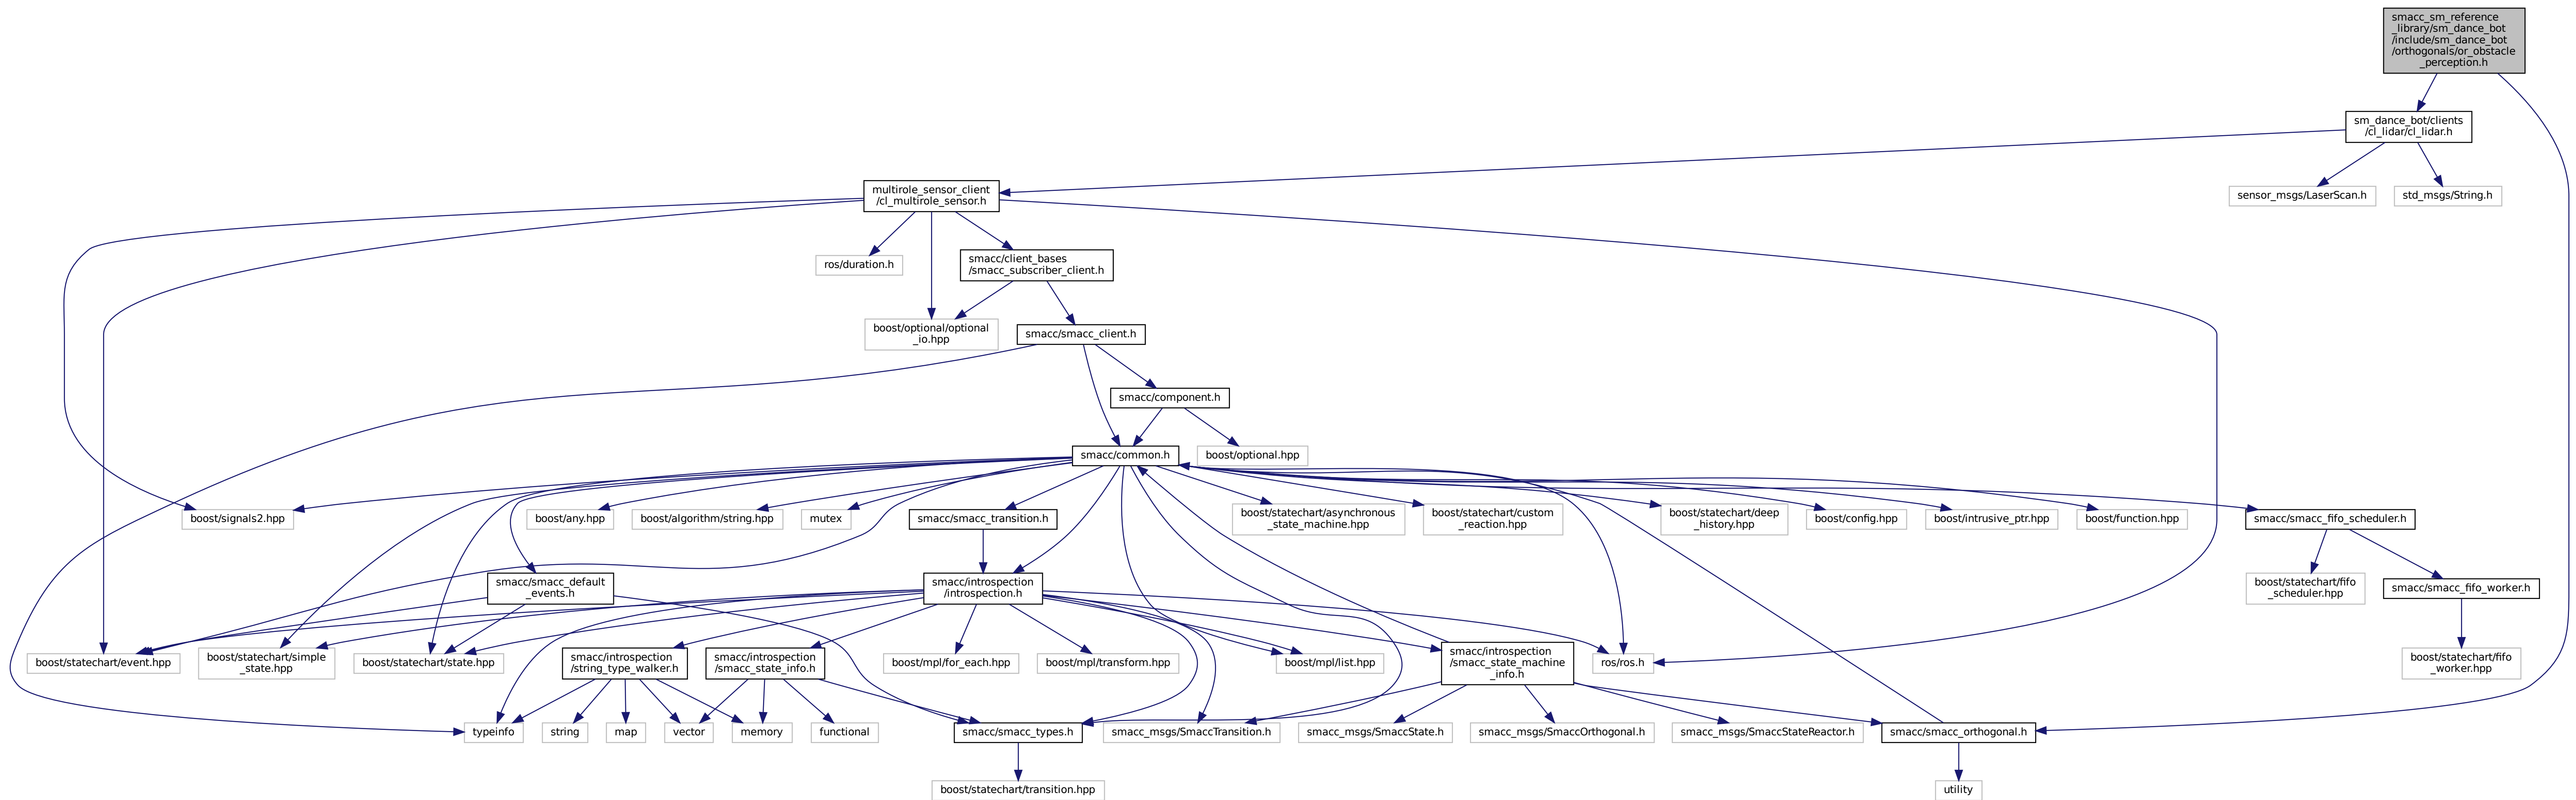 smacc_sm_reference
_library/sm_dance_bot
/include/sm_dance_bot
/orthogonals/or_obstacle
_perception.h
sm_dance_bot/clients
/cl_lidar/cl_lidar.h
multirole_sensor_client
/cl_multirole_sensor.h
sensor_msgs/LaserScan.h
std_msgs/String.h
ros/duration.h
smacc/client_bases
/smacc_subscriber_client.h
boost/optional/optional
_io.hpp
smacc/smacc_client.h
smacc/component.h
smacc/common.h
boost/optional.hpp
boost/signals2.hpp
boost/any.hpp
boost/algorithm/string.hpp
mutex
smacc/smacc_transition.h
boost/statechart/asynchronous
_state_machine.hpp
boost/statechart/custom
_reaction.hpp
boost/statechart/deep
_history.hpp
boost/config.hpp
boost/intrusive_ptr.hpp
boost/function.hpp
smacc/smacc_fifo_scheduler.h
smacc/smacc_default
_events.h
smacc/introspection
/introspection.h
boost/statechart/fifo
_scheduler.hpp
smacc/smacc_fifo_worker.h
boost/statechart/event.hpp
boost/statechart/simple
_state.hpp
boost/statechart/state.hpp
smacc/introspection
/string_type_walker.h
smacc/introspection
/smacc_state_info.h
boost/mpl/for_each.hpp
boost/mpl/transform.hpp
boost/mpl/list.hpp
smacc/introspection
/smacc_state_machine
_info.h
ros/ros.h
boost/statechart/fifo
_worker.hpp
typeinfo
string
map
vector
memory
functional
smacc/smacc_types.h
smacc_msgs/SmaccTransition.h
smacc_msgs/SmaccState.h
smacc_msgs/SmaccOrthogonal.h
smacc_msgs/SmaccStateReactor.h
smacc/smacc_orthogonal.h
boost/statechart/transition.hpp
utility